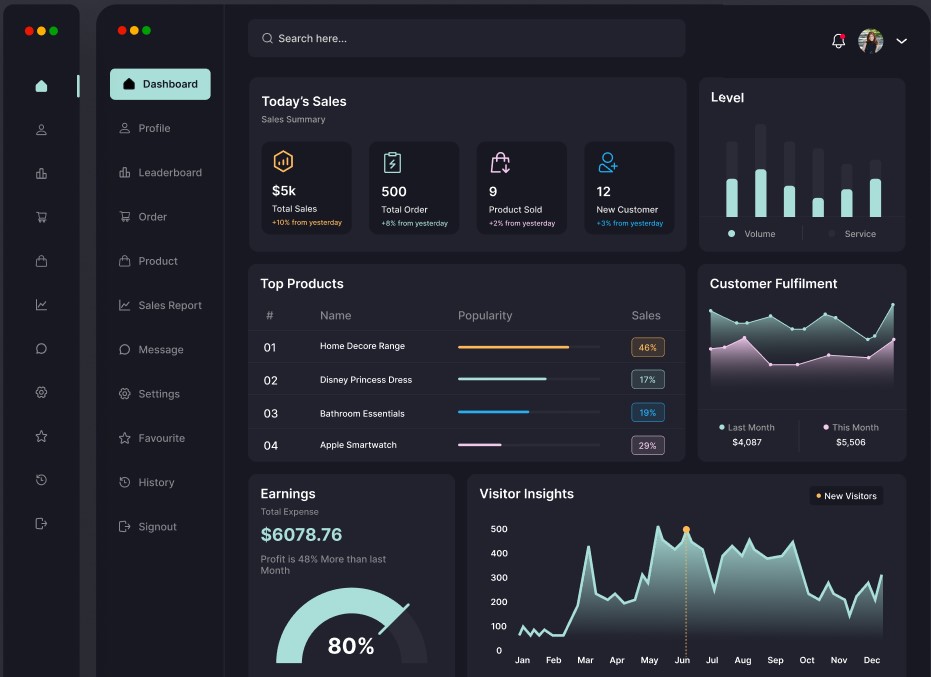 Search here...
Dashboard
Profile
Leaderboard
Order
Product
Sales Report
Message
Settings
Favourite
History
Signout
Today's Sales
Sales Summary
$5k
Total Sales
+10% from yesterday
500
Total Order
+8% from yesterday
9
Product Sold
+2% from yesterday
12
New Customer
+3% from yesterday
Level
Volume
Service
Top Products
# Name Popularity Sales
01 Home Decore Range 46%
02 Disney Princess Dress 17%
03 Bathroom Essentials 19%
04 Apple Smartwatch 29%
Customer Fulfilment
Last Month
$4,087
This Month
$5,506
Earnings
Total Expense
$6078.76
Profit is 48% More than last
Month
80%
Visitor Insights
New Visitors
500
400
300
200
100
0
Jan Feb Mar Apr May Jun Jul Aug Sep Oct Nov Dec